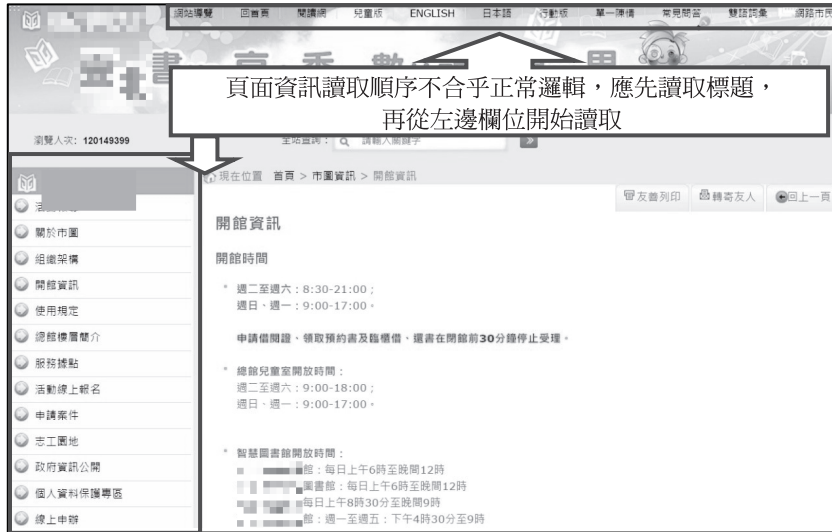 網站導覽 回首頁 閱讀網 兒童版 ENGLISH 日本語 行動版 單一陳情 常見問答 雙語詞彙 網路市民
書 香 數
頁面資訊讀取順序不合乎正常邏輯，應先讀取標題，
再從左邊欄位開始讀取
瀏覽人次: 120149399
全站查詢： 請輸入關鍵字
現在位置 首頁 > 市圖資訊 > 開館資訊
友善列印 轉寄友人 回上一頁
關於市圖
組織架構
開館資訊
使用規定
總館樓層簡介
服務據點
活動線上報名
申請案件
志工園地
政府資訊公開
個人資料保護專區
線上申辦
開館資訊
開館時間
週二至週六：8:30-21:00；
週日、週一：9:00-17:00。
申請借閱證、領取預約書及臨櫃借、還書在閉館前30分鐘停止受理。
總館兒童室開放時間：
週二至週六：9:00-18:00；
週日、週一：9:00-17:00。
智慧圖書館開放時間：
館：每日上午6時至晚間12時
圖書館：每日上午6時至晚間12時
每日上午8時30分至晚間9時
館：週一至週五：下午4時30分至9時